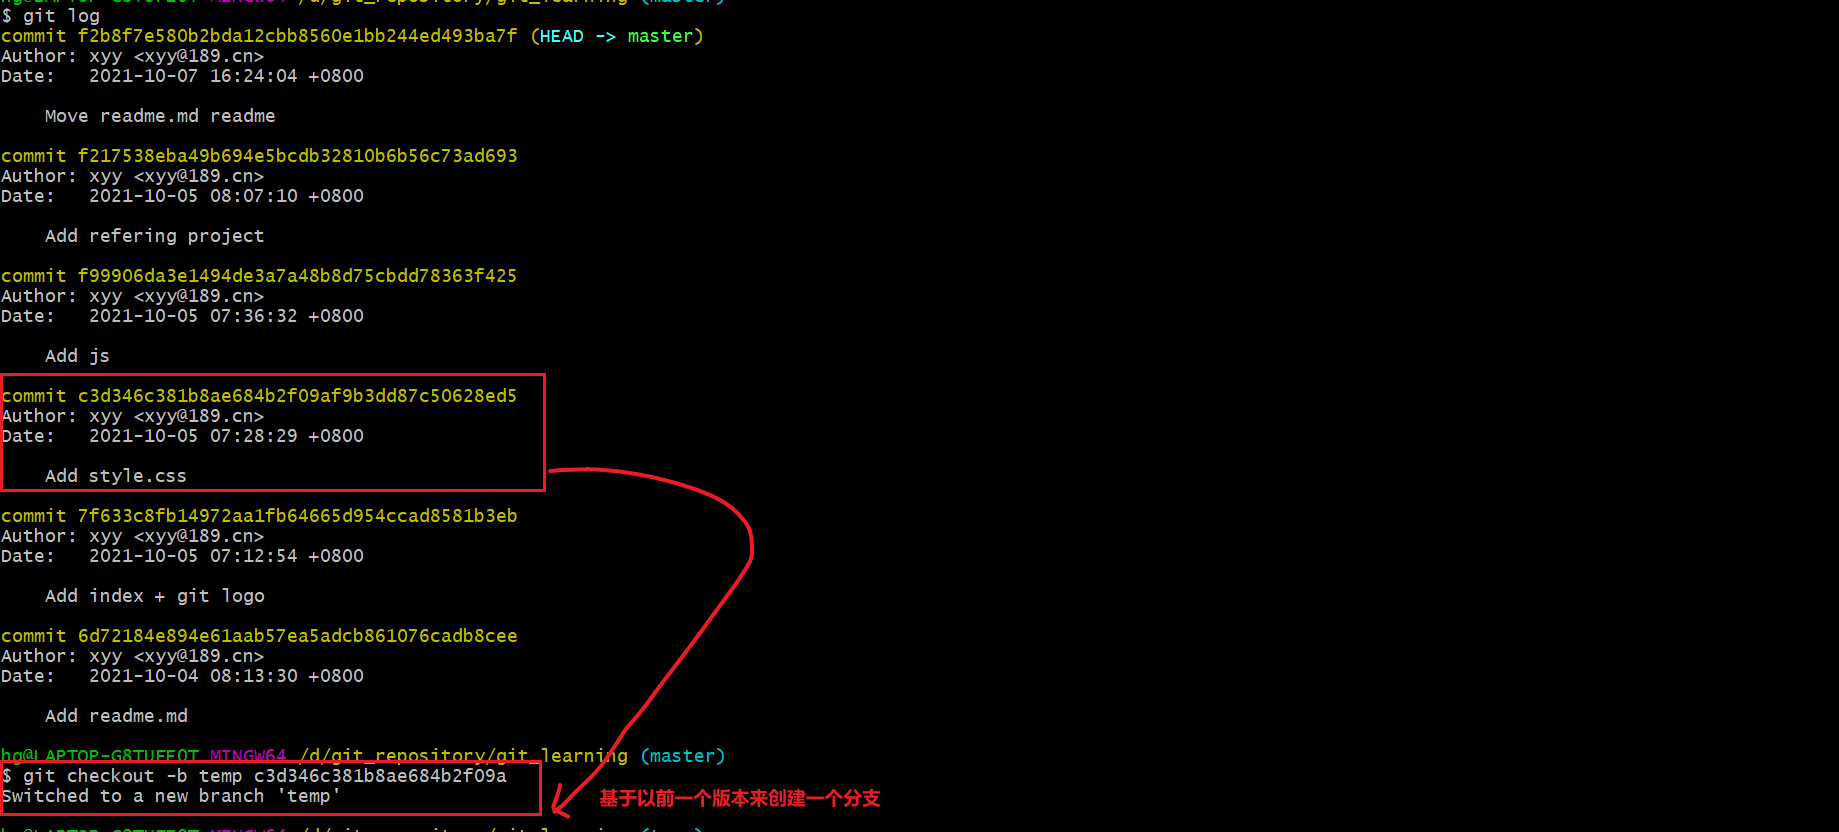 $ git log
commit f2b8f7e580b2bda12cbb8560e1bb244ed493ba7f (HEAD -> master)
Author: xyy <xyy@189.cn>
Date:   2021-10-07 16:24:04 +0800
Move readme.md readme
commit f217538eba49b694e5bcdb32810b6b56c73ad693
Author: xyy <xyy@189.cn>
Date:   2021-10-05 08:07:10 +0800
Add refering project
commit f99906da3e1494de3a7a48b8d75cbdd78363f425
Author: xyy <xyy@189.cn>
Date:   2021-10-05 07:36:32 +0800
Add js
commit c3d346c381b8ae684b2f09af9b3dd87c50628ed5
Author: xyy <xyy@189.cn>
Date:   2021-10-05 07:28:29 +0800
Add style.css
commit 7f633c8fb14972aa1fb64665d954ccad8581b3eb
Author: xyy <xyy@189.cn>
Date:   2021-10-05 07:12:54 +0800
Add index + git logo
commit 6d72184e894e61aab57ea5adcb861076cadb8cee
Author: xyy <xyy@189.cn>
Date:   2021-10-04 08:13:30 +0800
Add readme.md
MINGW64 /d/git_repository/git_learning (master)
$ git checkout -b temp c3d346c381b8ae684b2f09a
Switched to a new branch 'temp'
基于以前一个版本来创建一个分支